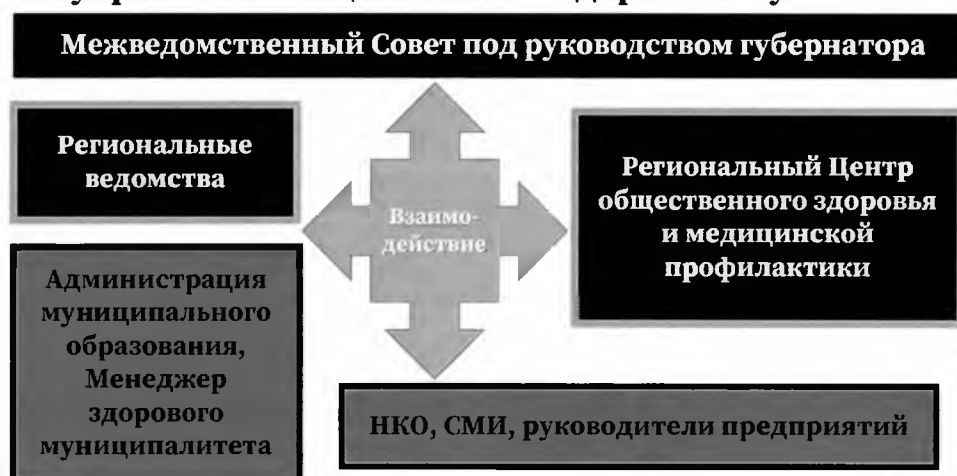 Межведомственный Совет под руководством губернатора
Региональные
ведомства
Взаимо-
действие
Региональный Центр
общественного здоровья
и медицинской
профилактики
Администрация
муниципального
образования,
Менеджер
здорового
муниципалитета
НКО, СМИ, руководители предприятий